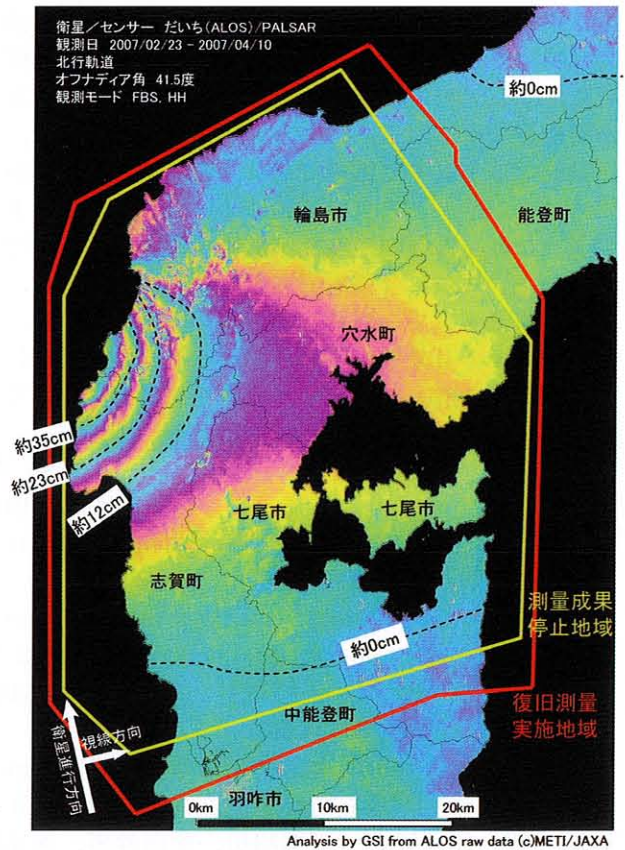 衛星／センサー だいち(ALOS)/PALSAR
観測日 2007/02/23 - 2007/04/10
北行軌道
オフナディア角 41.5度
観測モード FBS, HH
約0cm
輪島市
能登町
穴水町
約35cm
約23cm
約12cm
七尾市
七尾市
志賀町
測量成果
停止地域
約0cm
復旧測量
実施地域
中能登町
衛星進行方向
視線方向
羽咋市
0km
10km
20km
Analysis by GSI from ALOS raw data (c)METI/JAXA